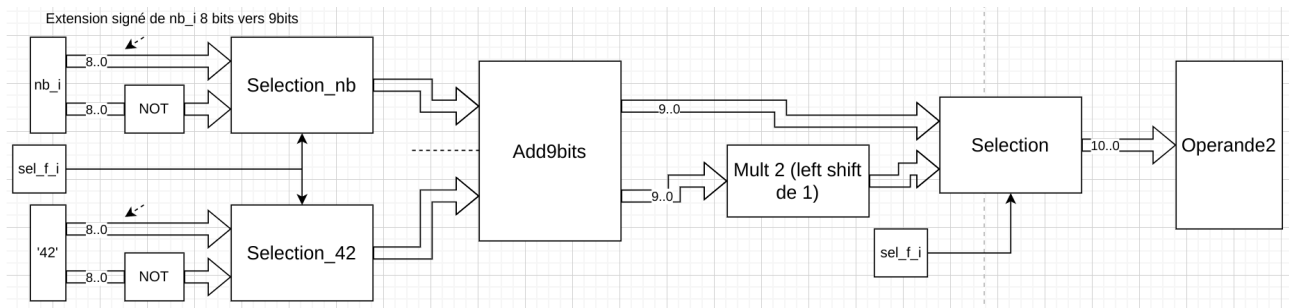 Extension signé de nb_i 8 bits vers 9bits
nb_i
8..0
8..0
NOT
Selection_nb
sel_f_i
'42'
8..0
8..0
NOT
Selection_42
Add9bits
9..0
9..0
Mult 2 (left shift
de 1)
Selection
sel_f_i
10..0
Operande2